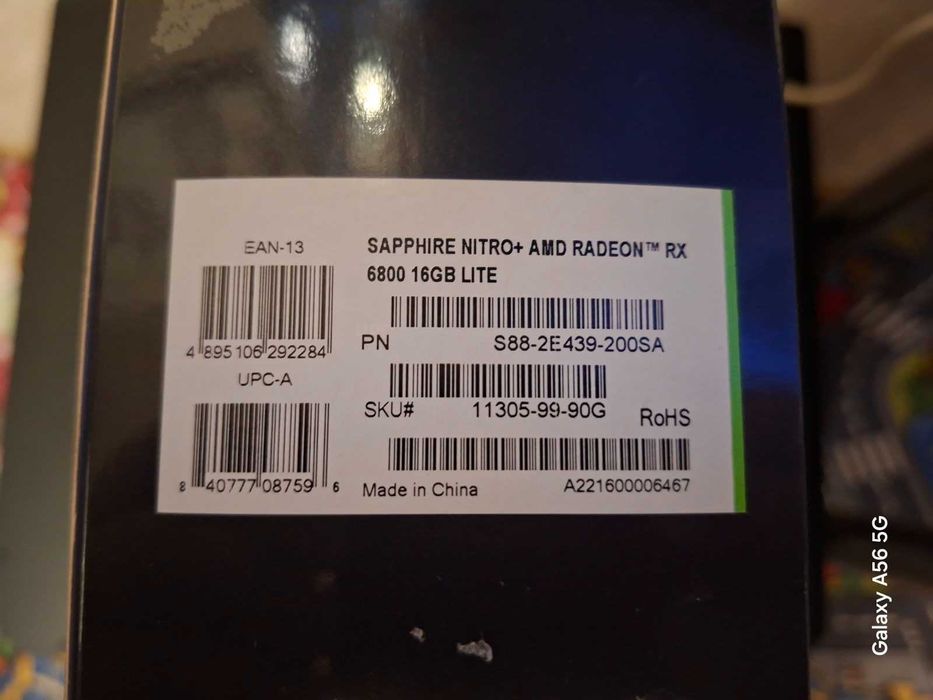 EAN-13
4 895106 292284
UPC-A
8 40777 08759 6
SAPPHIRE NITRO+ AMD RADEON™ RX
6800 16GB LITE
PN S88-2E439-200SA
SKU# 11305-99-90G RoHS
Made in China A221600006467
Galaxy A56 5G